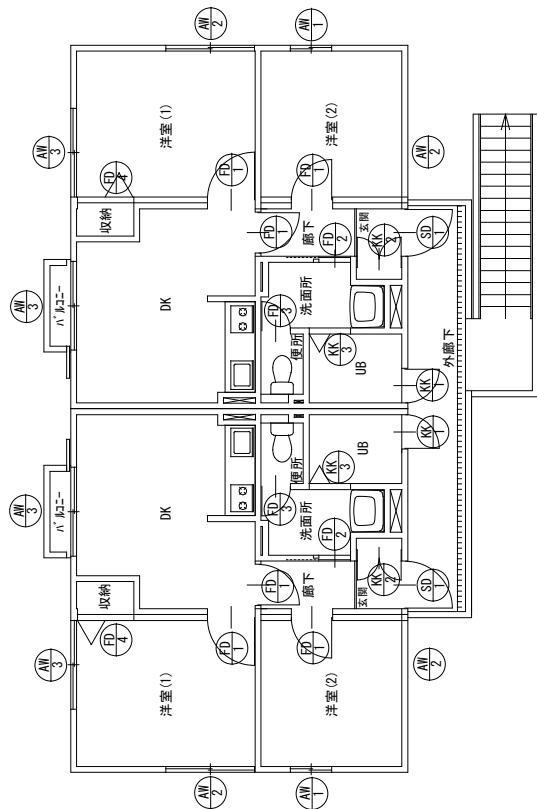 AW
2
AW
1
AW
3
洋室(1)
洋室(2)
AW
2
FD
4
FD
1
FD
1
収納
FD
1
廊下
FD
2
玄関
KK
2
SD
1
AW
3
バルコニー
DK
洗面所
FD
3
便所
KK
3
UB
外廊下
KK
1
KK
1
UB
KK
3
便所
AW
3
バルコニー
DK
FD
3
洗面所
FD
2
KK
2
収納
FD
1
廊下
玄関
SD
1
FD
4
FD
1
FD
1
AW
3
AW
2
洋室(1)
洋室(2)
AW
2
AW
1